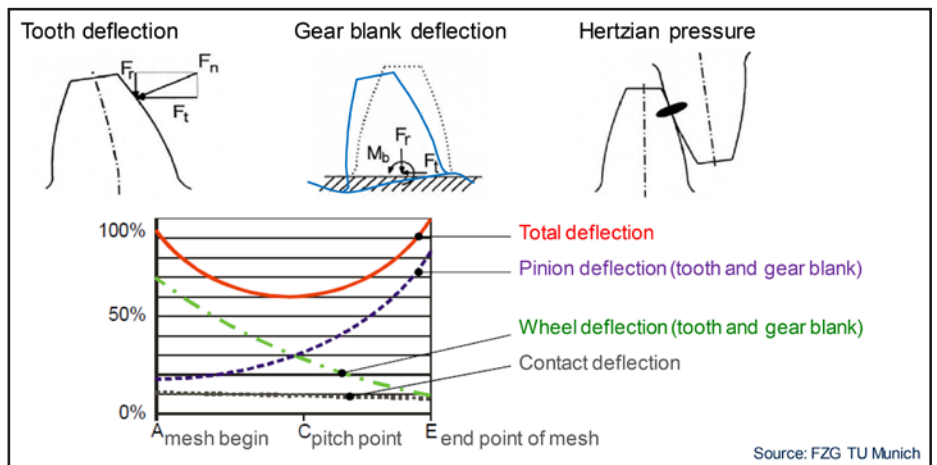 Tooth deflection
Gear blank deflection
Hertzian pressure
Fr
Fn
Ft
Mb
Fr
Ft
100%
50%
0%
Total deflection
Pinion deflection (tooth and gear blank)
Wheel deflection (tooth and gear blank)
Contact deflection
A mesh begin
C pitch point
E end point of mesh
Source: FZG TU Munich